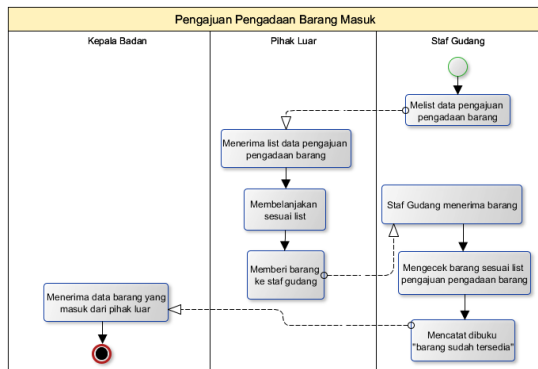 Pengajuan Pengadaan Barang Masuk
Kepala Badan
Pihak Luar
Staf Gudang
Melist data pengajuan
pengadaan barang
Menerima list data pengajuan
pengadaan barang
Membelanjakan
sesuai list
Memberi barang
ke staf gudang
Staf Gudang menerima barang
Mengecek barang sesuai list
pengajuan pengadaan barang
Mencatat dibuku
"barang sudah tersedia"
Menerima data barang yang
masuk dari pihak luar